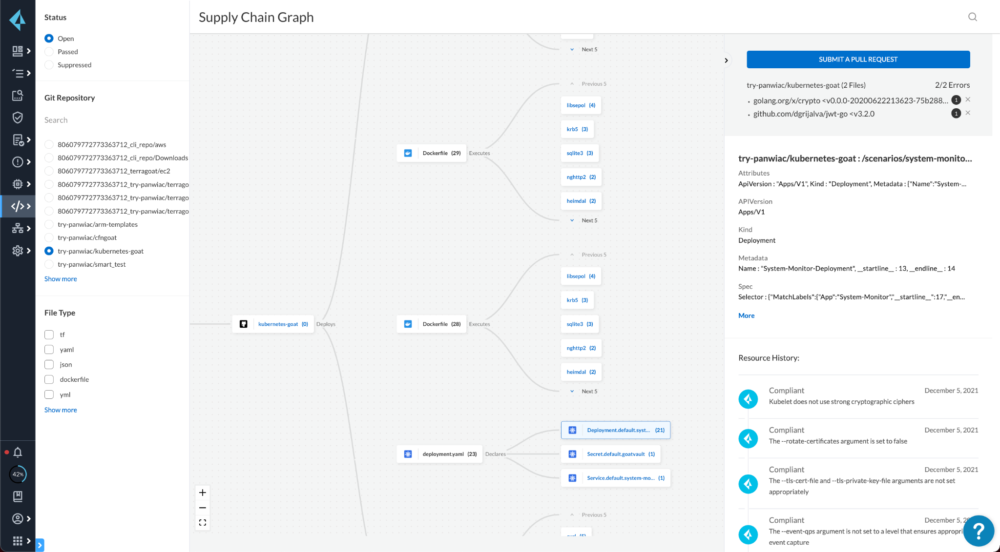 Status
Open
Passed
Suppressed
Git Repository
Search
806079772773363712_cli_repo/aws
806079772773363712_cli_repo/Downloads
806079772773363712_terragoat/ec2
806079772773363712_try-panwiac/terrago
806079772773363712_try-panwiac/terrago
806079772773363712_try-panwiac/terrago
try-panwiac/arm-templates
try-panwiac/cfngoat
try-panwiac/kubernetes-goat
try-panwiac/smart_test
Show more
File Type
tf
yaml
json
dockerfile
yml
Show more
42%
Supply Chain Graph
kubernetes-goat (0)
Deploys
Next 5
Dockerfile (29)
Executes
Previous 5
libsepol (4)
krb5 (3)
sqlite3 (3)
nghttp2 (2)
heimdal (2)
Next 5
Dockerfile (28)
Executes
Previous 5
libsepol (4)
krb5 (3)
sqlite3 (3)
nghttp2 (2)
heimdal (2)
Next 5
deployment.yaml (23)
Declares
Deployment.default.syst... (21)
Secret.default.goatvault (1)
Service.default.system-mo... (1)
Previous 5
curl (5)
SUBMIT A PULL REQUEST
try-panwiac/kubernetes-goat (2 Files) 2/2 Errors
• golang.org/x/crypto <v0.0.0-20200622213623-75b288... 1
• github.com/dgrijalva/jwt-go <v3.2.0 1
try-panwiac/kubernetes-goat : /scenarios/system-monito...
Attributes
ApiVersion : "Apps/V1", Kind : "Deployment", Metadata : {"Name":"System-...
APIVersion
Apps/V1
Kind
Deployment
Metadata
Name : "System-Monitor-Deployment", __startline__ : 13, __endline__ : 14
Spec
Selector : {"MatchLabels":{"App":"System-Monitor","__startline__":17,"__en...
More
Resource History:
Compliant December 5, 2021
Kubelet does not use strong cryptographic ciphers
Compliant December 5, 2021
The --rotate-certificates argument is set to false
Compliant December 5, 2021
The --tls-cert-file and --tls-private-key-file arguments are not set
appropriately
Compliant December 5, 2
The --event-qps argument is not set to a level that ensures appropri
event capture
?